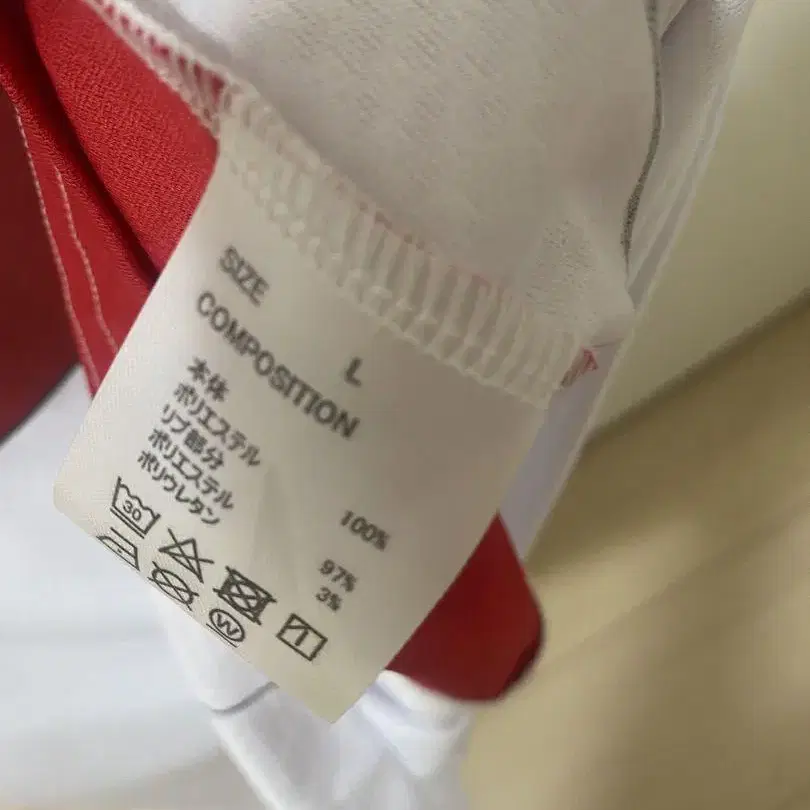 SIZE L
COMPOSITION
本体
ポリエステル 100%
リブ部分
ポリエステル 97%
ポリウレタン 3%
30
W